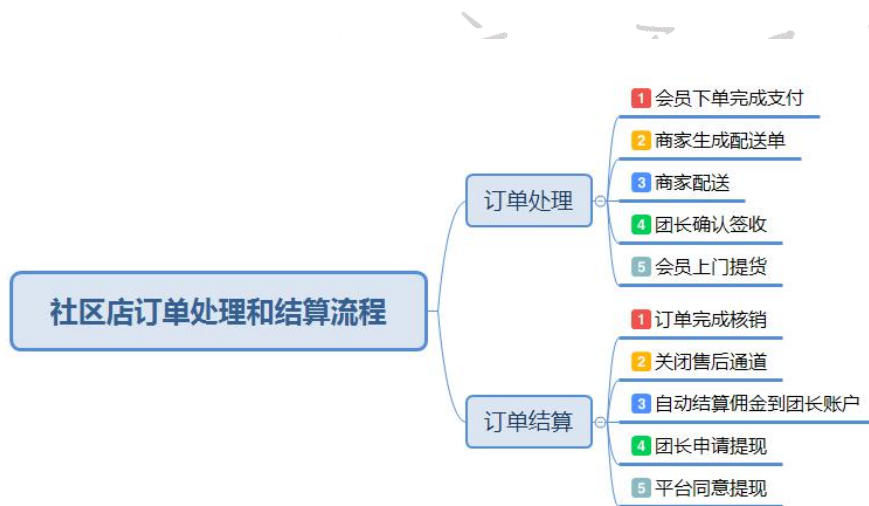 1 会员下单完成支付
2 商家生成配送单
3 商家配送
订单处理
4 团长确认签收
5 会员上门提货
社区店订单处理和结算流程
1 订单完成核销
2 关闭售后通道
3 自动结算佣金到团长账户
订单结算
4 团长申请提现
5 平台同意提现